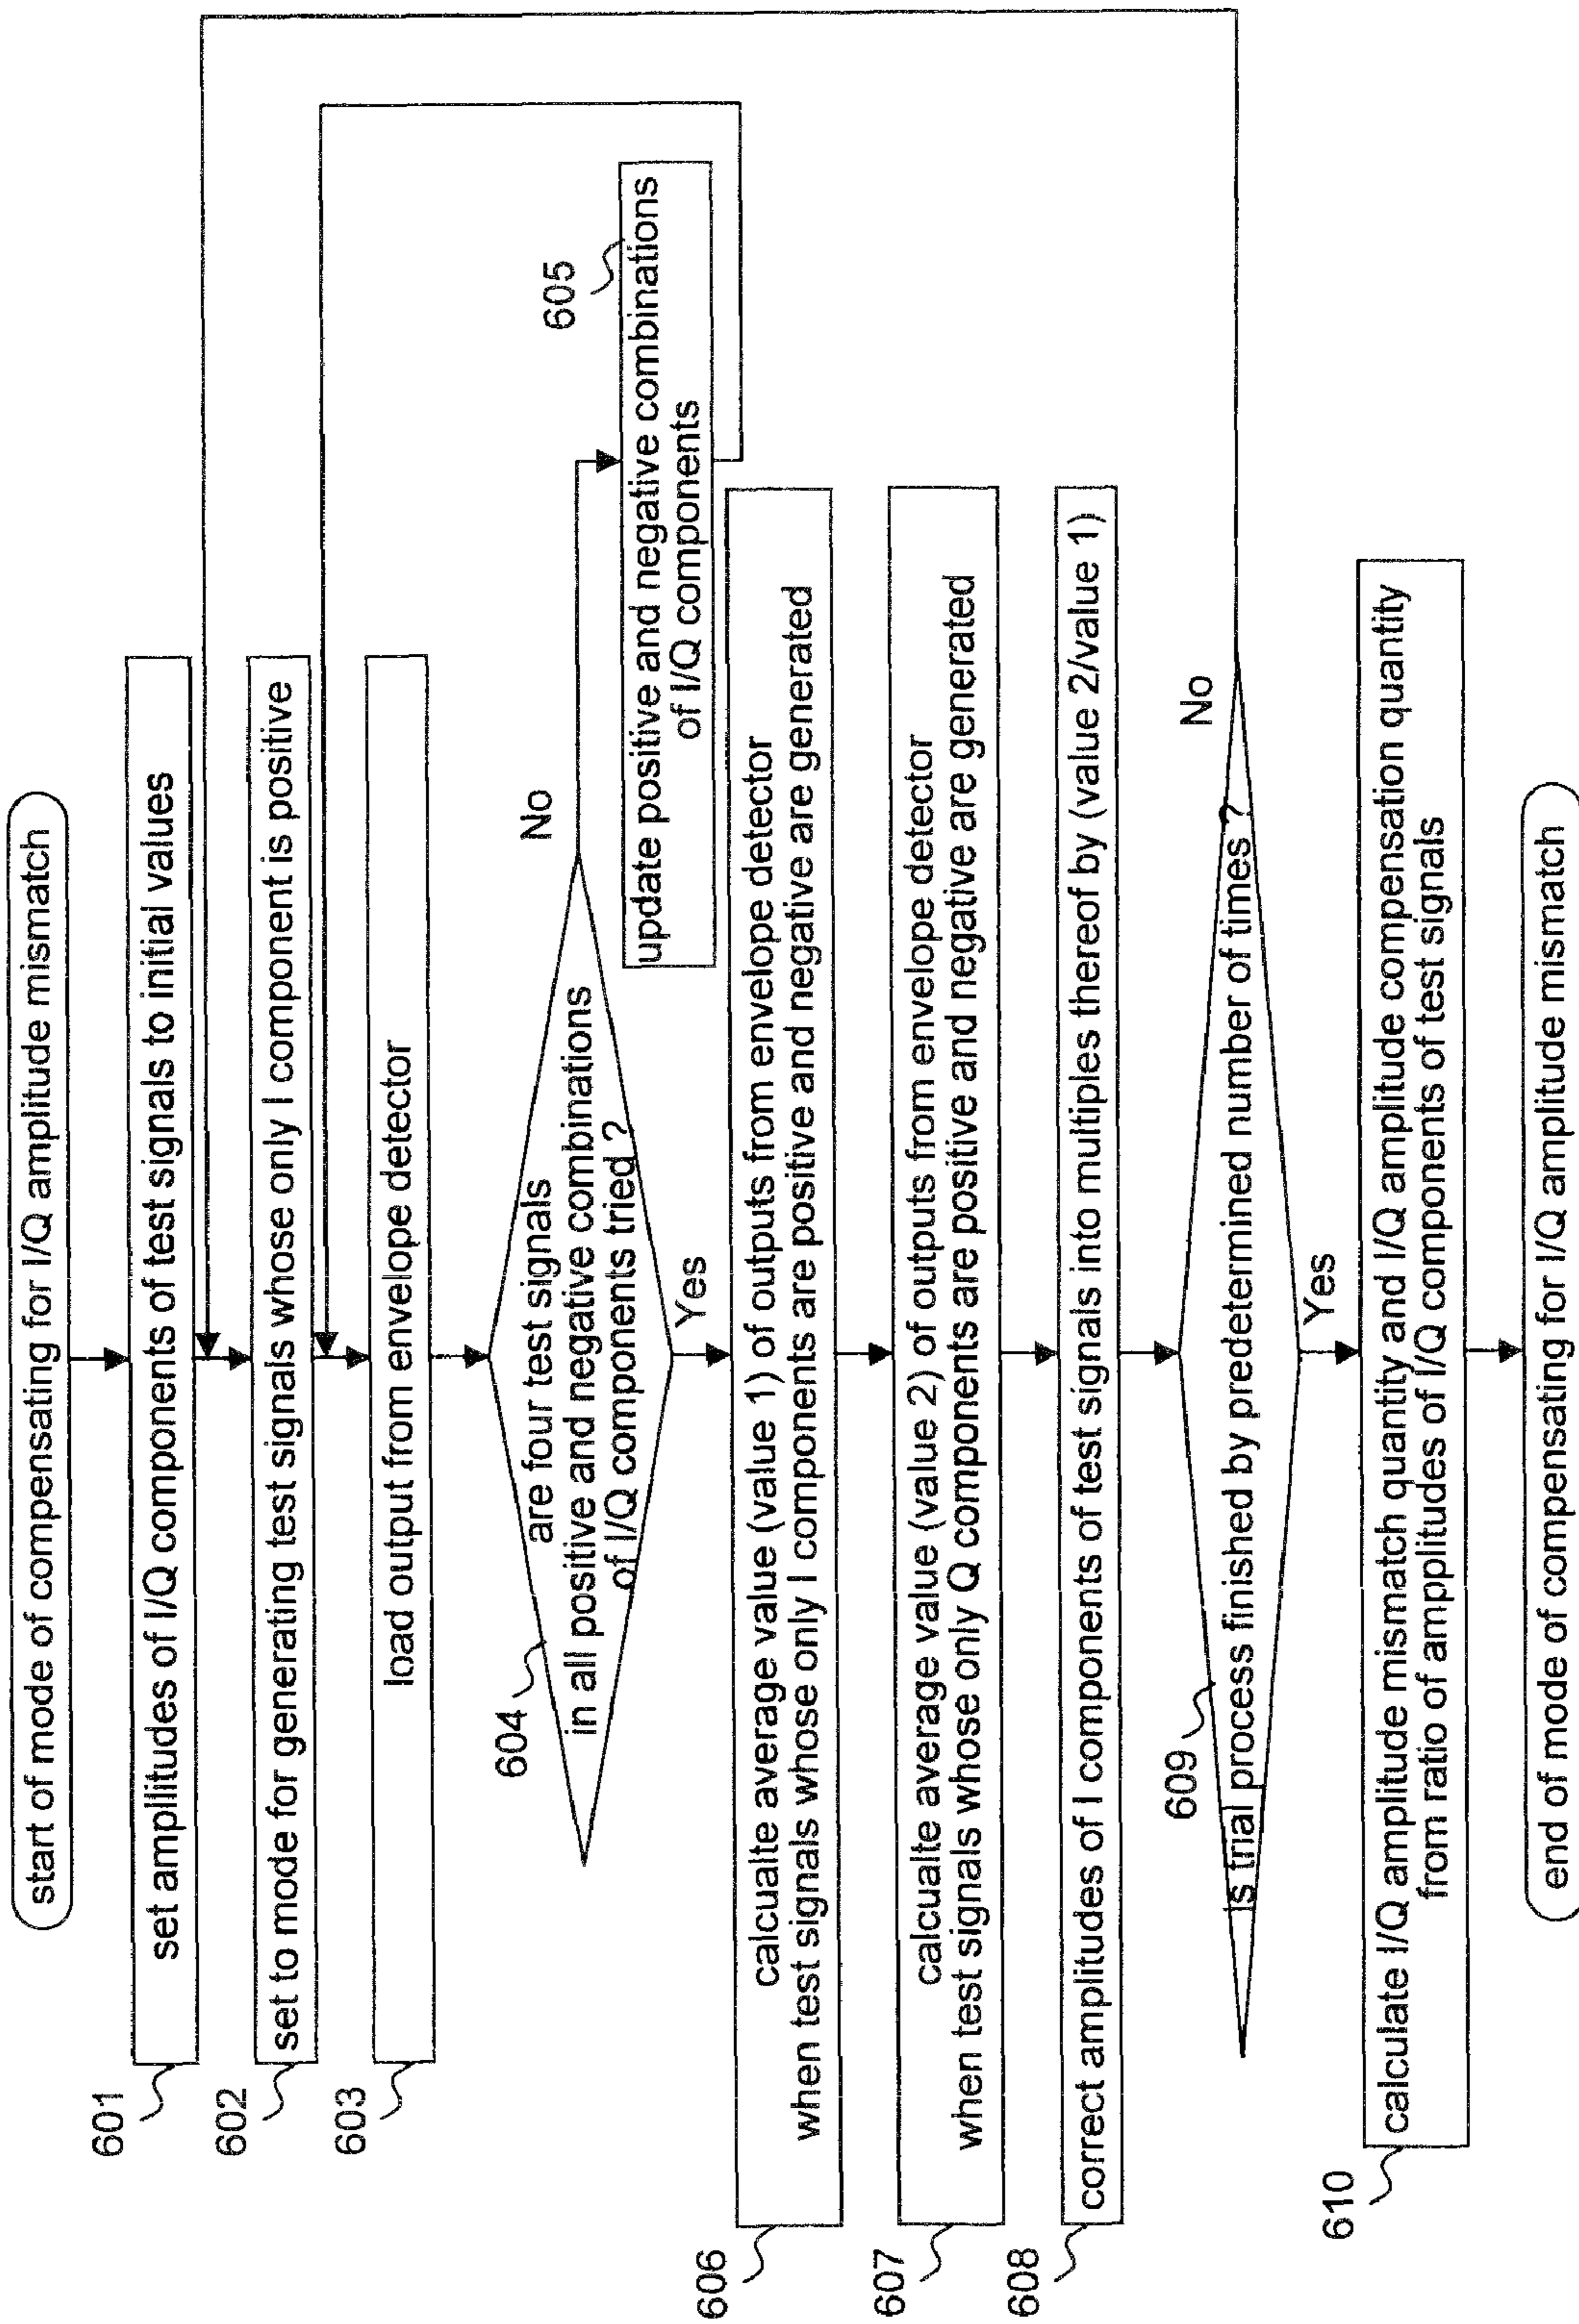 start of mode of compensating for I/Q amplitude mismatch
601
set amplitudes of I/Q components of test signals to initial values
602
set to mode for generating test signals whose only I component is positive
603
load output from envelope detector
604
are four test signals
in all positive and negative combinations
of I/Q components tried ?
No
605
update positive and negative combinations
of I/Q components
Yes
606
calcualte average value (value 1) of outputs from envelope detector
when test signals whose only I components are positive and negative are generated
607
calcualte average value (value 2) of outputs from envelope detector
when test signals whose only Q components are positive and negative are generated
608
correct amplitudes of I components of test signals into multiples thereof by (value 2/value 1)
609
is trial process finished by predetermined number of times ?
No
Yes
610
calculate I/Q amplitude mismatch quantity and I/Q amplitude compensation quantity
from ratio of ampplitudes of I/Q components of test signals
end of mode of compensating for I/Q amplitude mismatch